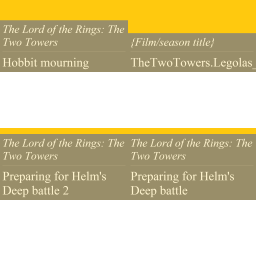 The Lord of the Rings: The
Two Towers
Hobbit mourning
{Film/season title}
TheTwoTowers.Legolas_
The Lord of the Rings: The
Two Towers
Preparing for Helm's
Deep battle 2
The Lord of the Rings: The
Two Towers
Preparing for Helm's
Deep battle